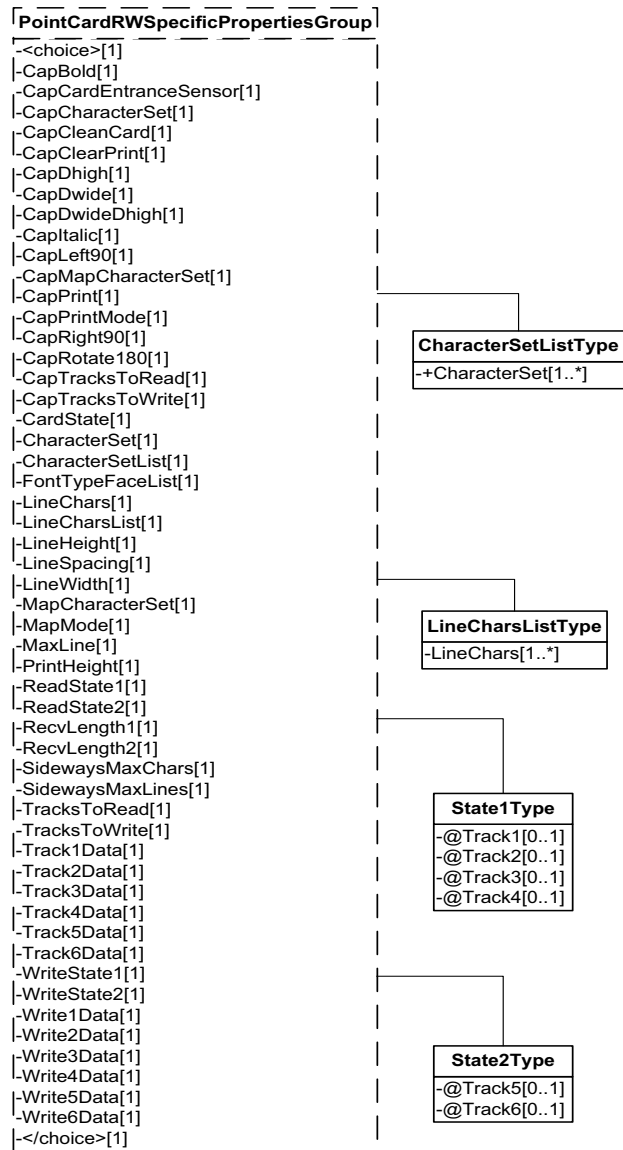 PointCardRWSpecificPropertiesGroup
-<choice>[1]
-CapBold[1]
-CapCardEntranceSensor[1]
-CapCharacterSet[1]
-CapCleanCard[1]
-CapClearPrint[1]
-CapDhigh[1]
-CapDwide[1]
-CapDwideDhigh[1]
-CapItalic[1]
-CapLeft90[1]
-CapMapCharacterSet[1]
-CapPrint[1]
-CapPrintMode[1]
-CapRight90[1]
-CapRotate180[1]
-CapTracksToRead[1]
-CapTracksToWrite[1]
-CardState[1]
-CharacterSet[1]
-CharacterSetList[1]
-FontTypeFaceList[1]
-LineChars[1]
-LineCharsList[1]
-LineHeight[1]
-LineSpacing[1]
-LineWidth[1]
-MapCharacterSet[1]
-MapMode[1]
-MaxLine[1]
-PrintHeight[1]
-ReadState1[1]
-ReadState2[1]
-RecvLength1[1]
-RecvLength2[1]
-SidewaysMaxChars[1]
-SidewaysMaxLines[1]
-TracksToRead[1]
-TracksToWrite[1]
-Track1Data[1]
-Track2Data[1]
-Track3Data[1]
-Track4Data[1]
-Track5Data[1]
-Track6Data[1]
-WriteState1[1]
-WriteState2[1]
-Write1Data[1]
-Write2Data[1]
-Write3Data[1]
-Write4Data[1]
-Write5Data[1]
-Write6Data[1]
-</choice>[1]
CharacterSetListType
-+CharacterSet[1..*]
LineCharsListType
-LineChars[1..*]
State1Type
-@Track1[0..1]
-@Track2[0..1]
-@Track3[0..1]
-@Track4[0..1]
State2Type
-@Track5[0..1]
-@Track6[0..1]